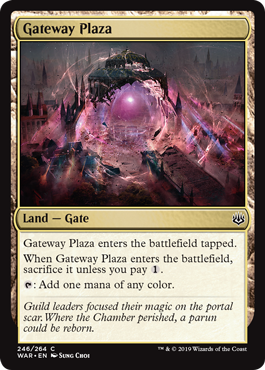 Gateway Plaza
Land — Gate
Gateway Plaza enters the battlefield tapped.
When Gateway Plaza enters the battlefield,
sacrifice it unless you pay 1.
: Add one mana of any color.
Guild leaders focused their magic on the portal
scar. Where the Chamber perished, a parun
could be reborn.
246/264 C
WAR • EN Sung Choi
™ & © 2019 Wizards of the Coast